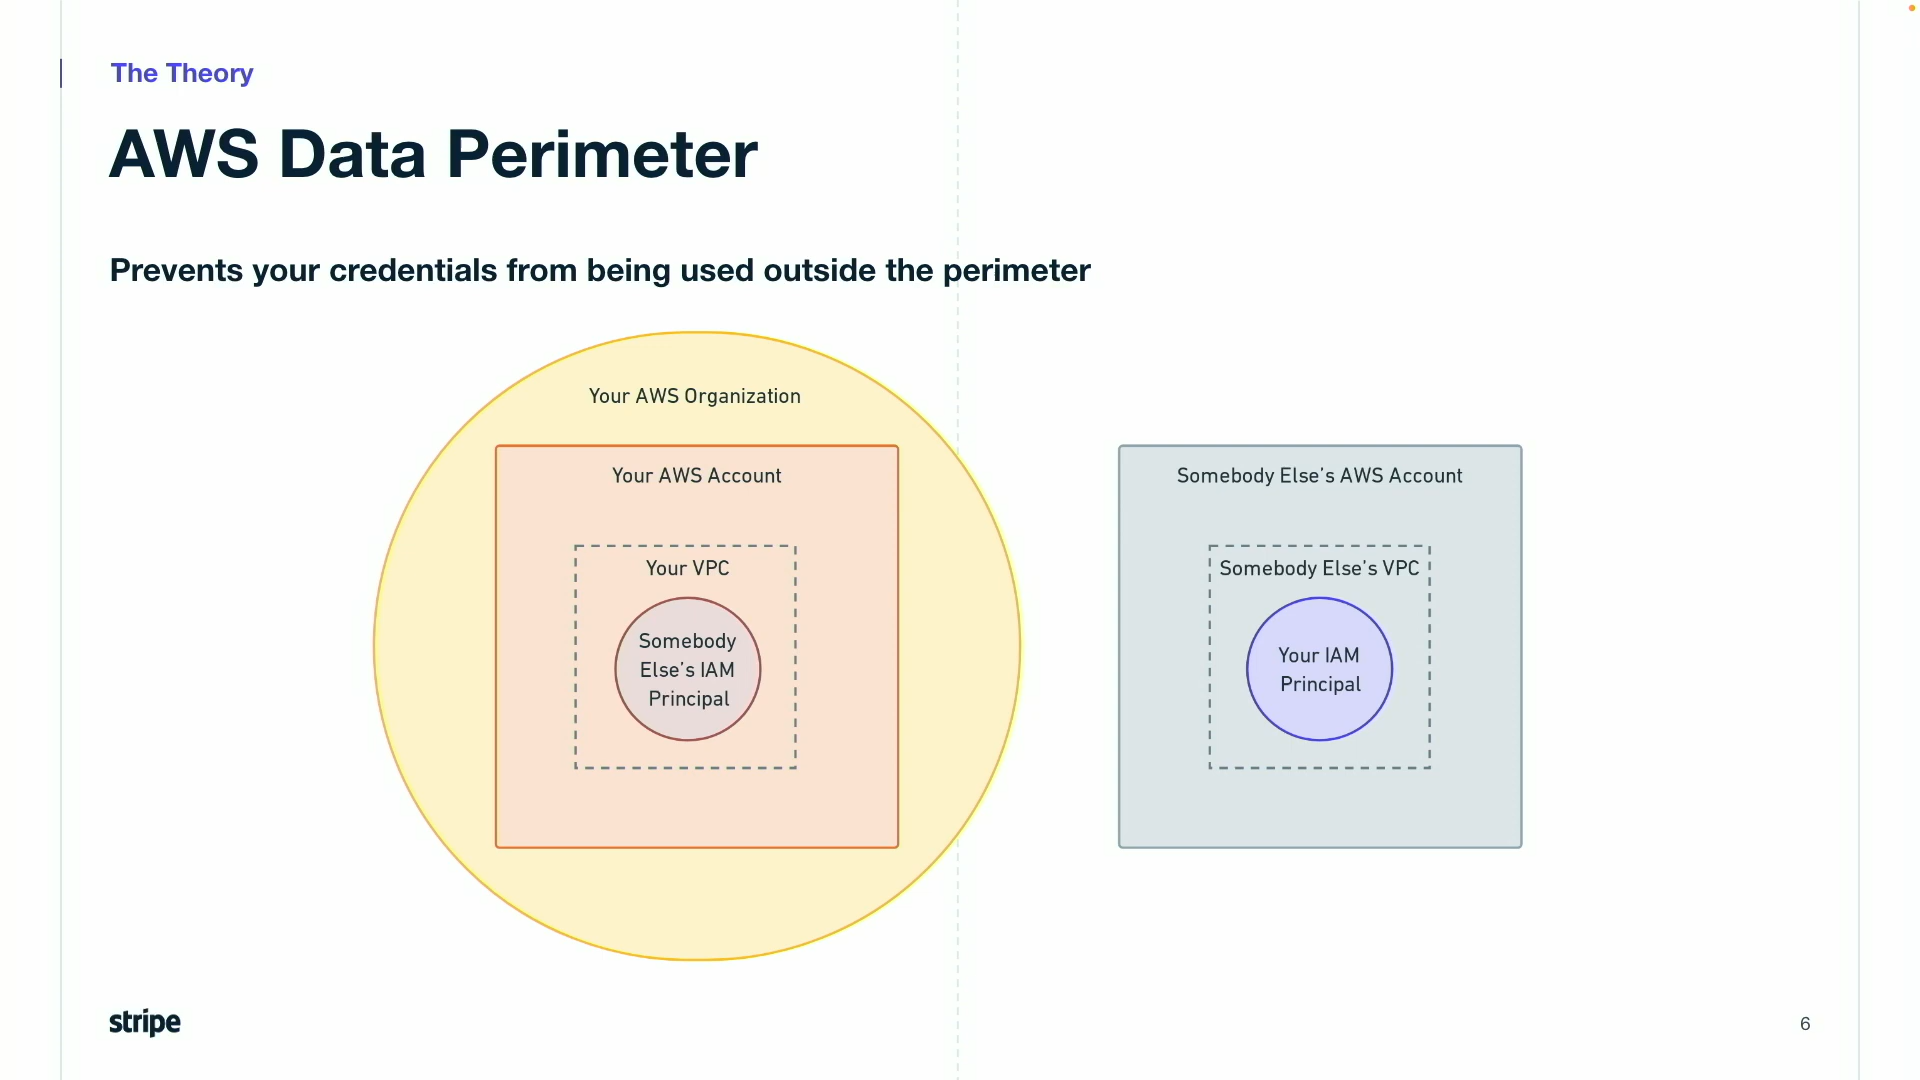 The Theory
AWS Data Perimeter
Prevents your credentials from being used outside the perimeter
Your AWS Organization
Your AWS Account
Your VPC
Somebody
Else's IAM
Principal
Somebody Else's AWS Account
Somebody Else's VPC
Your IAM
Principal
stripe
6